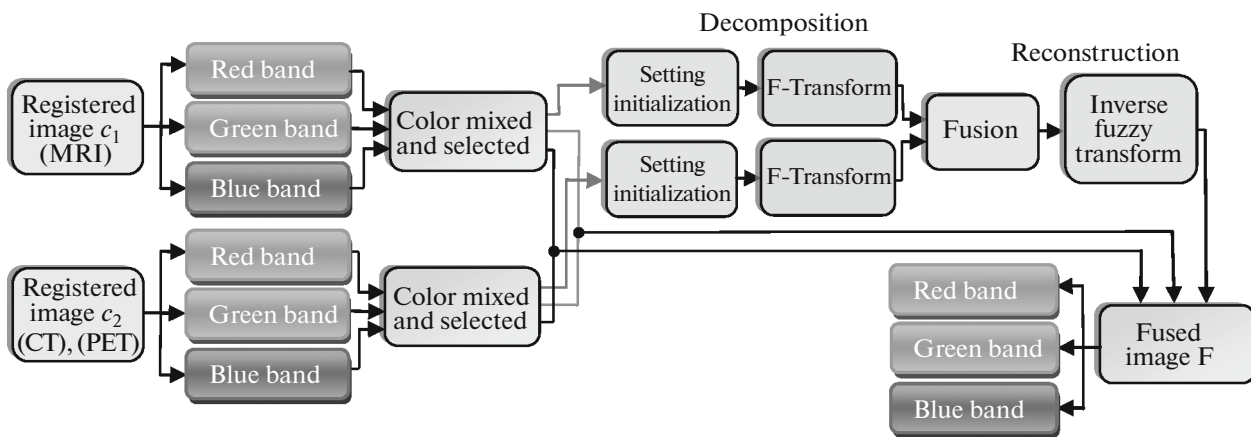 Decomposition
Reconstruction
Registered
image c₁
(MRI)
Red band
Green band
Blue band
Color mixed
and selected
Setting
initialization
F-Transform
Setting
initialization
F-Transform
Fusion
Inverse
fuzzy
transform
Registered
image c₂
(CT), (PET)
Red band
Green band
Blue band
Color mixed
and selected
Red band
Green band
Blue band
Fused
image F